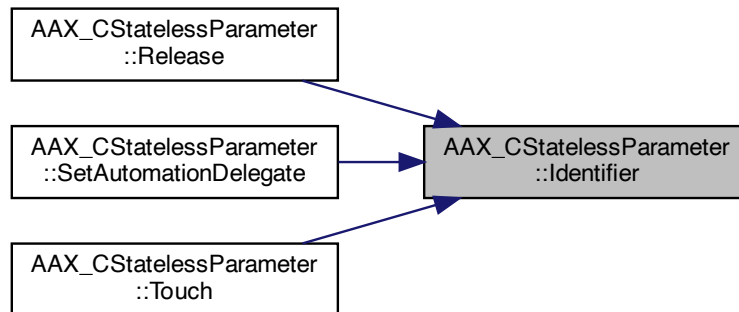 AAX_CStatelessParameter
::Release
AAX_CStatelessParameter
::SetAutomationDelegate
AAX_CStatelessParameter
::Identifier
AAX_CStatelessParameter
::Touch